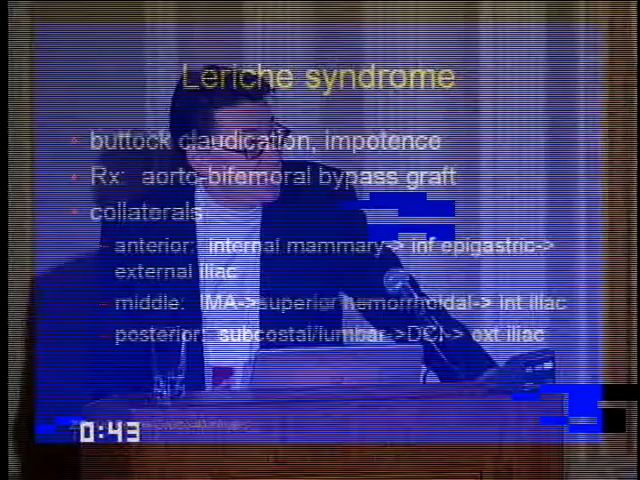 Leriche syndrome
buttock claudication, impotence
Rx: aorto-bifemoral bypass graft
collaterals
anterior: internal mammary-> inf epigastric->
external iliac
middle: IMA->superior hemorrhoidal-> int iliac
posterior: subcostal/lumbar->DCI-> ext iliac
0:43